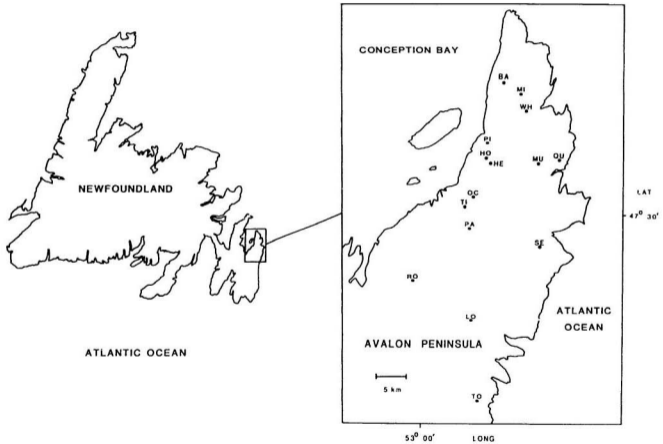 CONCEPTION BAY
BA
MI
WH
PI
HO
HE
MU
QU
NEWFOUNDLAND
OC
TI
LAT
47° 30'
PA
SE
RO
ATLANTIC
OCEAN
LO
AVALON PENINSULA
ATLANTIC OCEAN
5 km
TO
53° 00' LONG